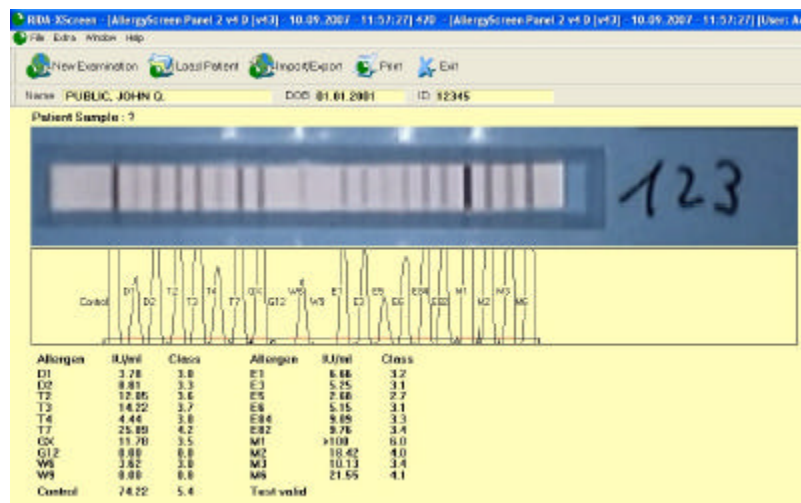 RIDA XScreen - [AllergyScreen Panel 2 v4.0 [v43] - 10.09.2007 - 11:57:27] 470 - [AllergyScreen Panel 2 v4.0 [v43] - 10.09.2007 - 11:57:27] [User:
File Extra Window Help
New Examination Load Patient Import/Export Print Exit
Name PUBLIC, JOHN Q. DOB 01.01.2001 ID 12345
Patient Sample : ?
123
Control D1 D2 T2 T3 T4 T7 GX G12 W6 W9 E1 E3 E5 E6 E84 E82 M1 M2 M3 M6
Allergen IU/ml Class Allergen IU/ml Class
D1 3.78 3.0 E1 6.66 3.2
D2 8.81 3.3 E3 5.25 3.1
T2 12.05 3.6 E5 2.68 2.7
T3 14.22 3.7 E6 5.15 3.1
T4 4.44 3.0 E84 9.09 3.3
T7 25.09 4.2 E82 9.76 3.4
GX 11.78 3.5 M1 >100 6.0
G12 0.00 0.0 M2 18.42 4.0
W6 3.62 3.0 M3 10.13 3.4
W9 0.00 0.0 M6 21.55 4.1
Control 74.22 5.4 Test valid